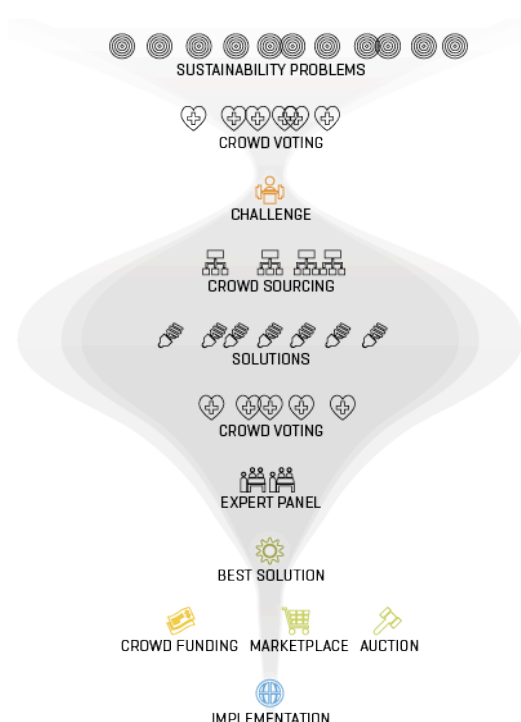 SUSTAINABILITY PROBLEMS
CROWD VOTING
CHALLENGE
CROWD SOURCING
SOLUTIONS
CROWD VOTING
EXPERT PANEL
BEST SOLUTION
CROWD FUNDING MARKETPLACE AUCTION
IMPLEMENTATION